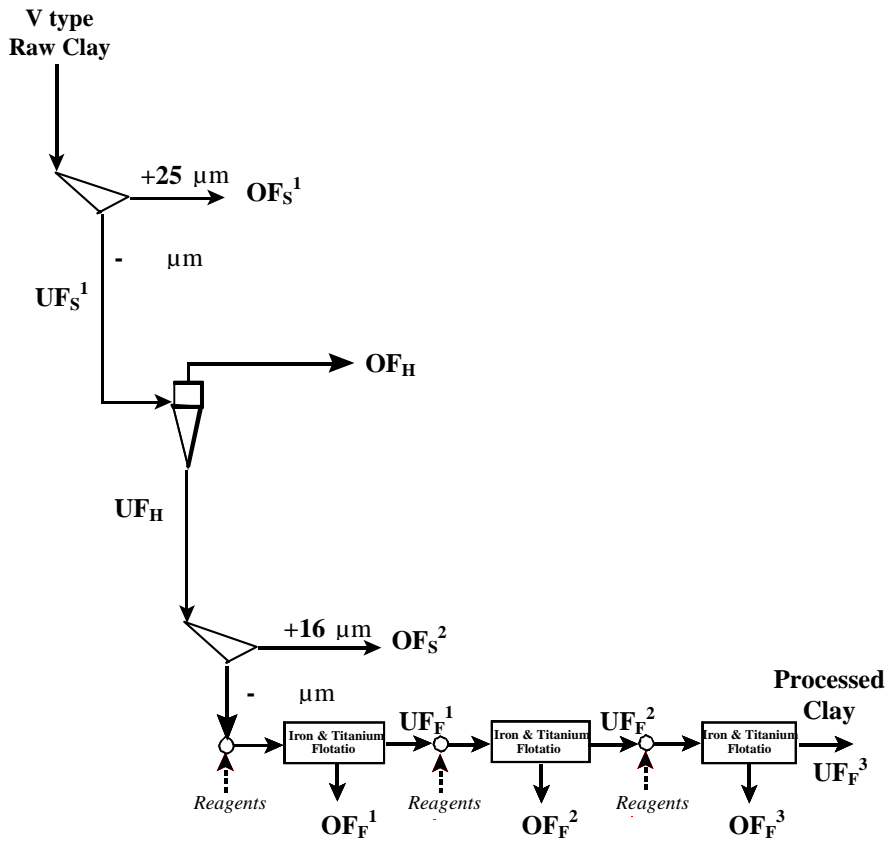 V type
Raw Clay
+25 µm
OFS1
- µm
UFS1
OFH
UFH
+16 µm
OFS2
- µm
Processed
Clay
UFF1
UFF2
Iron & Titanium
Flotatio
Iron & Titanium
Flotatio
Iron & Titanium
Flotatio
UFF3
Reagents
Reagents
Reagents
OFF1
OFF2
OFF3